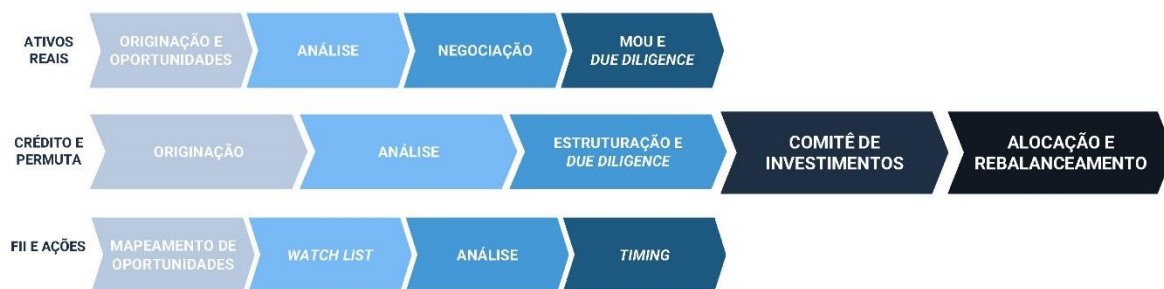 ATIVOS
REAIS
ORIGINAÇÃO E
OPORTUNIDADES
ANÁLISE
NEGOCIAÇÃO
MOU E
DUE DILIGENCE
CRÉDITO E
PERMUTA
ORIGINAÇÃO
ANÁLISE
ESTRUTURAÇÃO E
DUE DILIGENCE
COMITÊ DE
INVESTIMENTOS
ALOCAÇÃO E
REBALANCEAMENTO
FII E AÇÕES
MAPEAMENTO DE
OPORTUNIDADES
WATCH LIST
ANÁLISE
TIMING